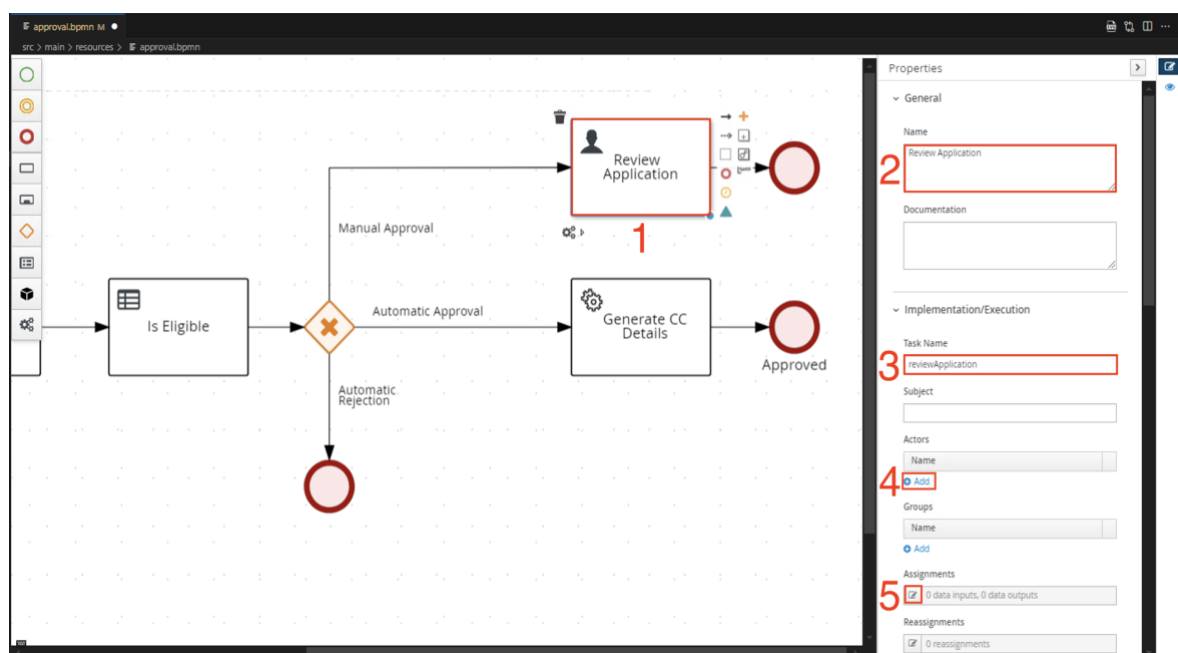 approval.bpmn M
src > main > resources > approval.bpmn
Properties
General
Name
2
Review Application
Documentation
Implementation/Execution
Task Name
3
reviewApplication
Subject
Actors
Name
4
Add
Groups
Name
Add
Assignments
5
0 data inputs, 0 data outputs
Reassignments
0 reassignments
Review
Application
1
Manual Approval
Is Eligible
Automatic Approval
Generate CC
Details
Approved
Automatic
Rejection